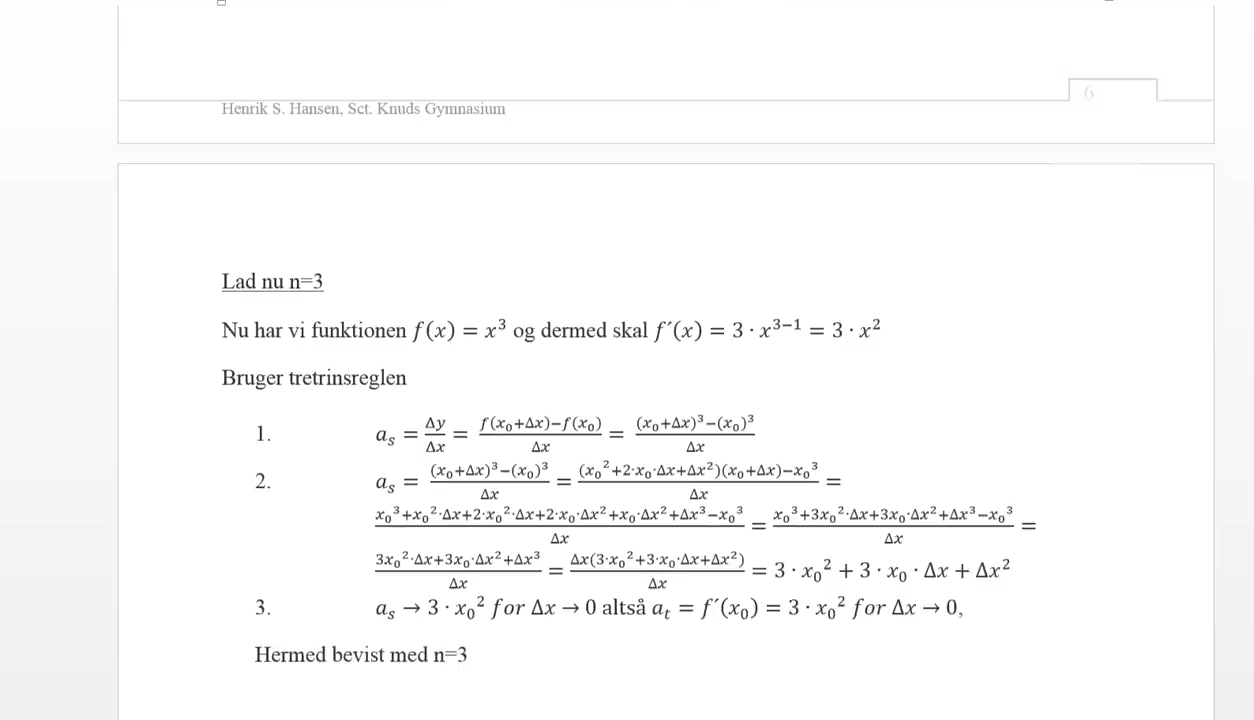 6
Henrik S. Hansen, Sct. Knuds Gymnasium
Lad nu n=3
Nu har vi funktionen f(x) = x³ og dermed skal f´(x) = 3 · x³⁻¹ = 3 · x²
Bruger tretrinsreglen
1. aₛ = Δy/Δx = (f(x₀+Δx)−f(x₀))/Δx = ((x₀+Δx)³−(x₀)³)/Δx
2. aₛ = ((x₀+Δx)³−(x₀)³)/Δx = ((x₀²+2·x₀·Δx+Δx²)(x₀+Δx)−x₀³)/Δx =
(x₀³+x₀²·Δx+2·x₀²·Δx+2·x₀·Δx²+x₀·Δx²+Δx³−x₀³)/Δx = (x₀³+3x₀²·Δx+3x₀·Δx²+Δx³−x₀³)/Δx =
(3x₀²·Δx+3x₀·Δx²+Δx³)/Δx = (Δx(3·x₀²+3·x₀·Δx+Δx²))/Δx = 3 · x₀² + 3 · x₀ · Δx + Δx²
3. aₛ → 3 · x₀² for Δx → 0 altså aₜ = f´(x₀) = 3 · x₀² for Δx → 0,
Hermed bevist med n=3